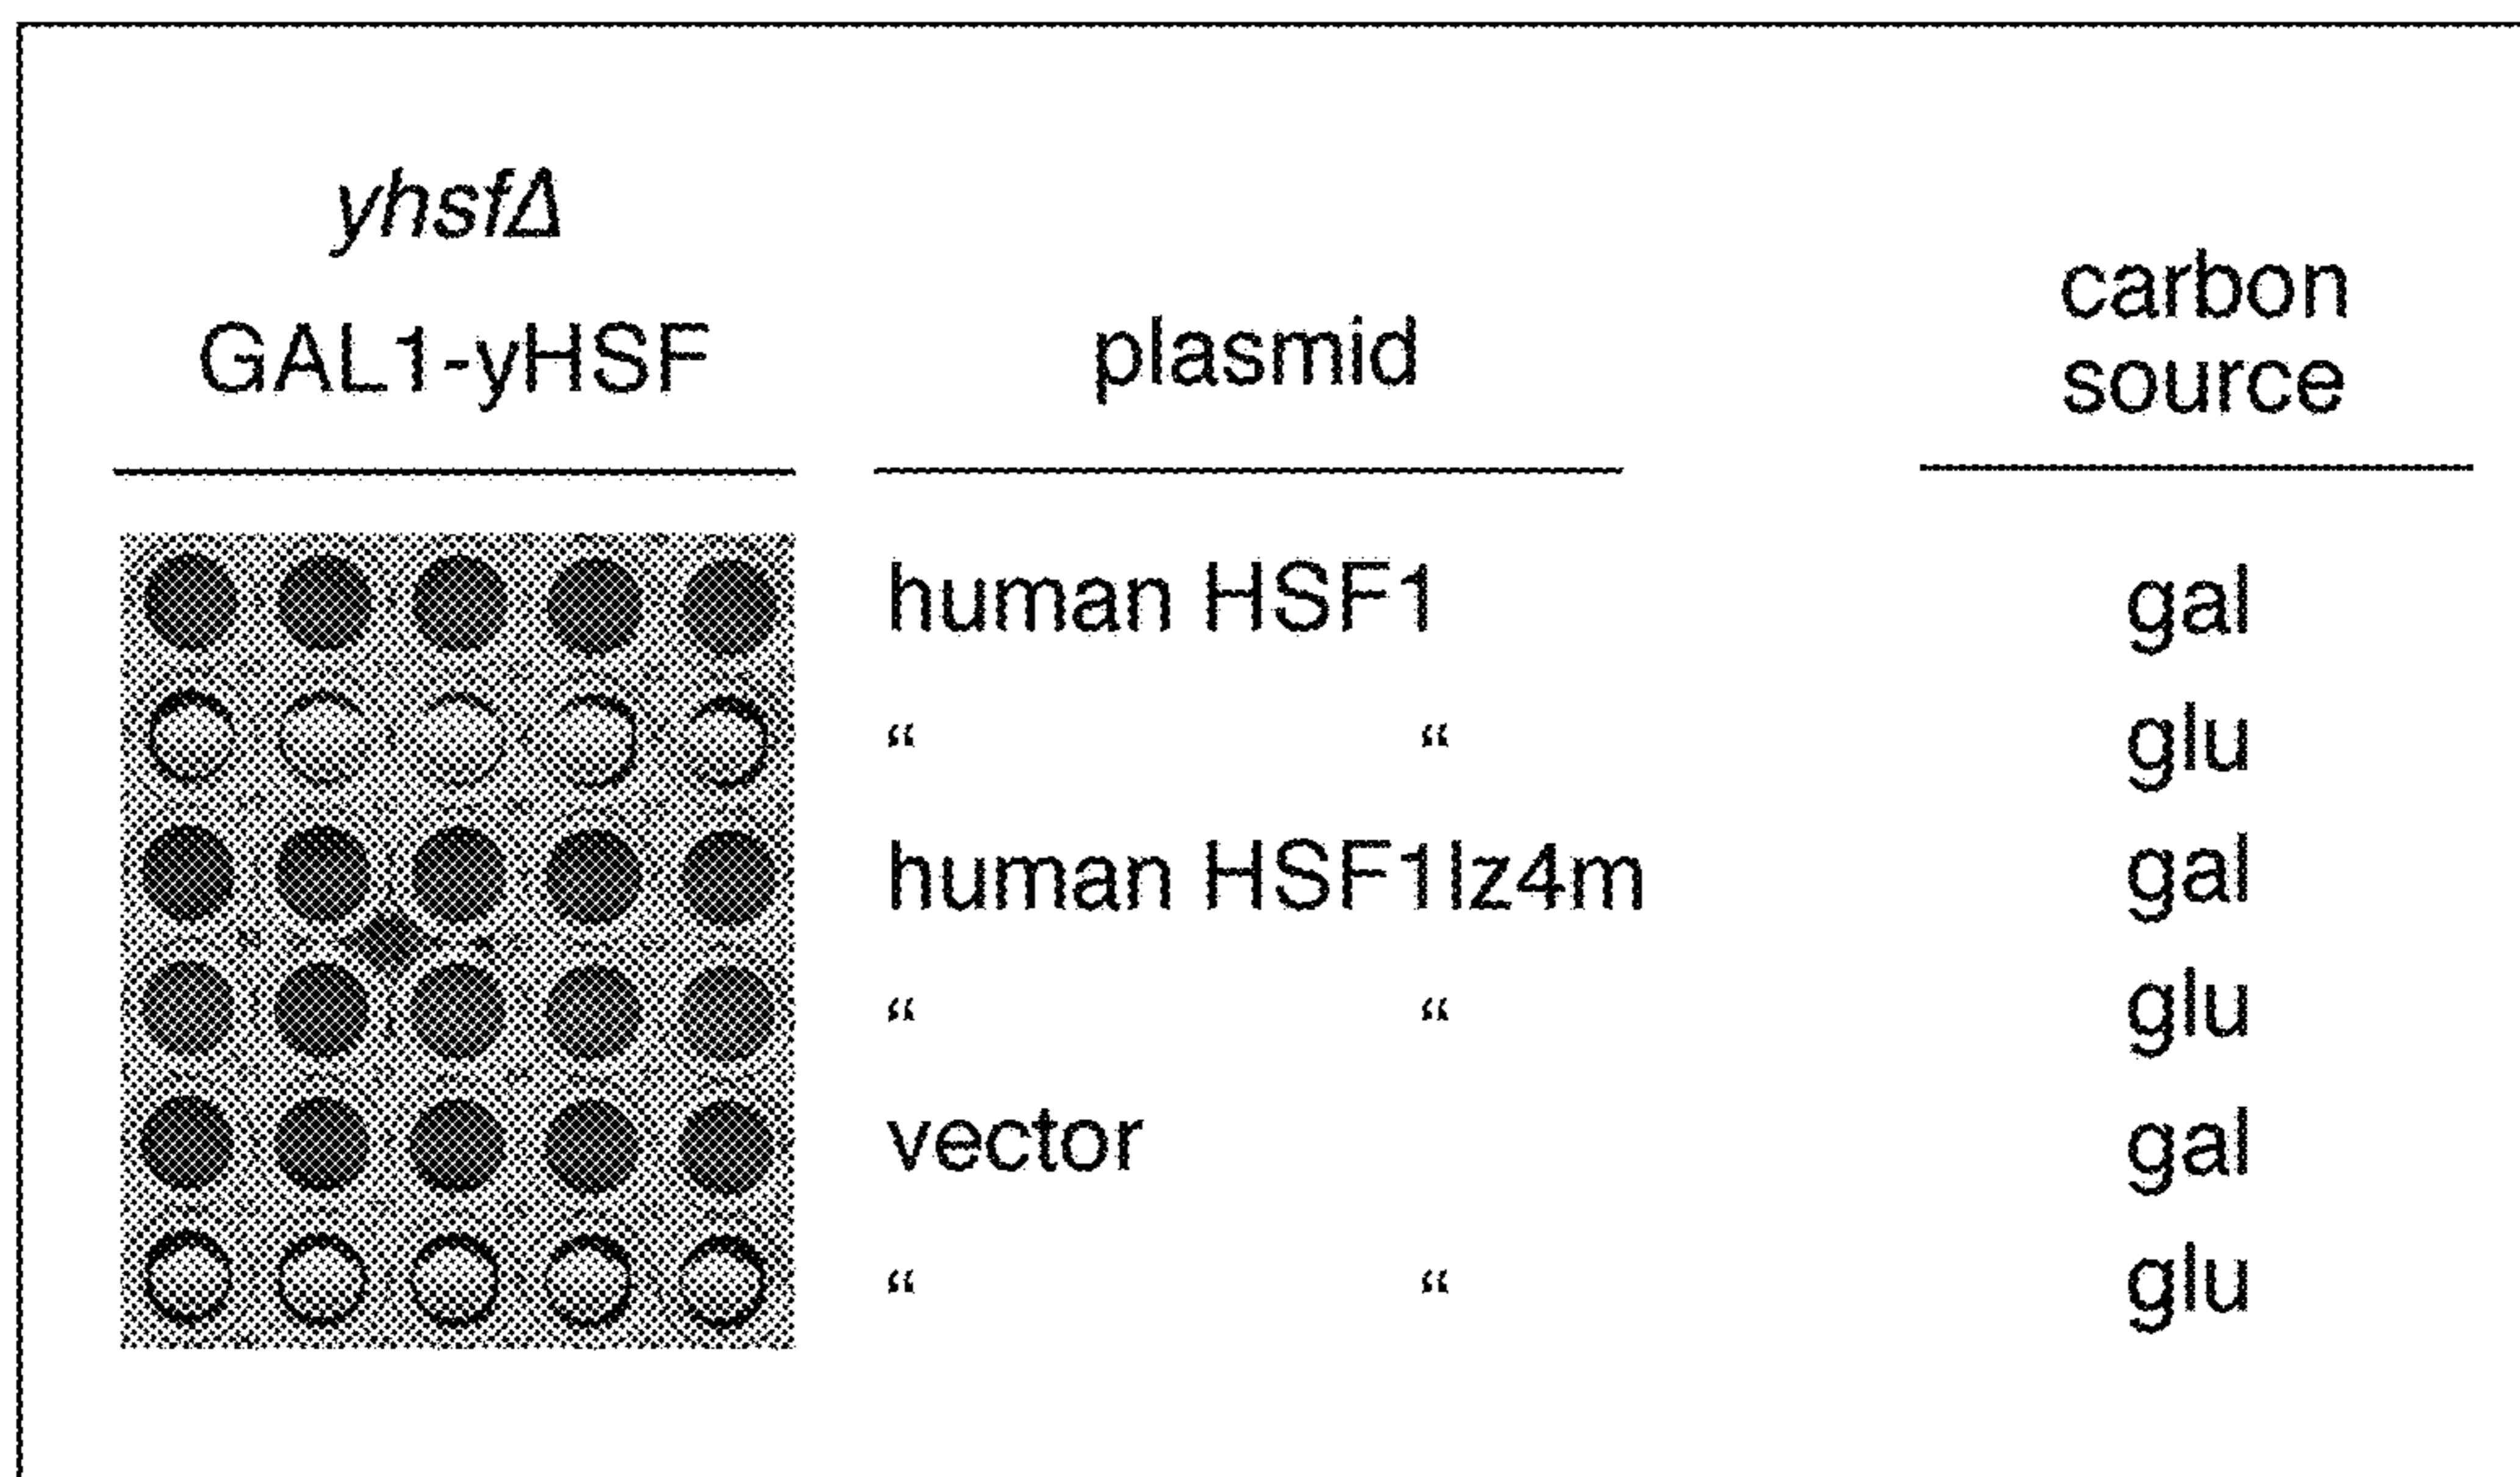 yhsfΔ
GAL1-yHSF
plasmid
carbon
source
human HSF1 gal
“ “ glu
human HSF1lz4m gal
“ “ glu
vector gal
“ “ glu